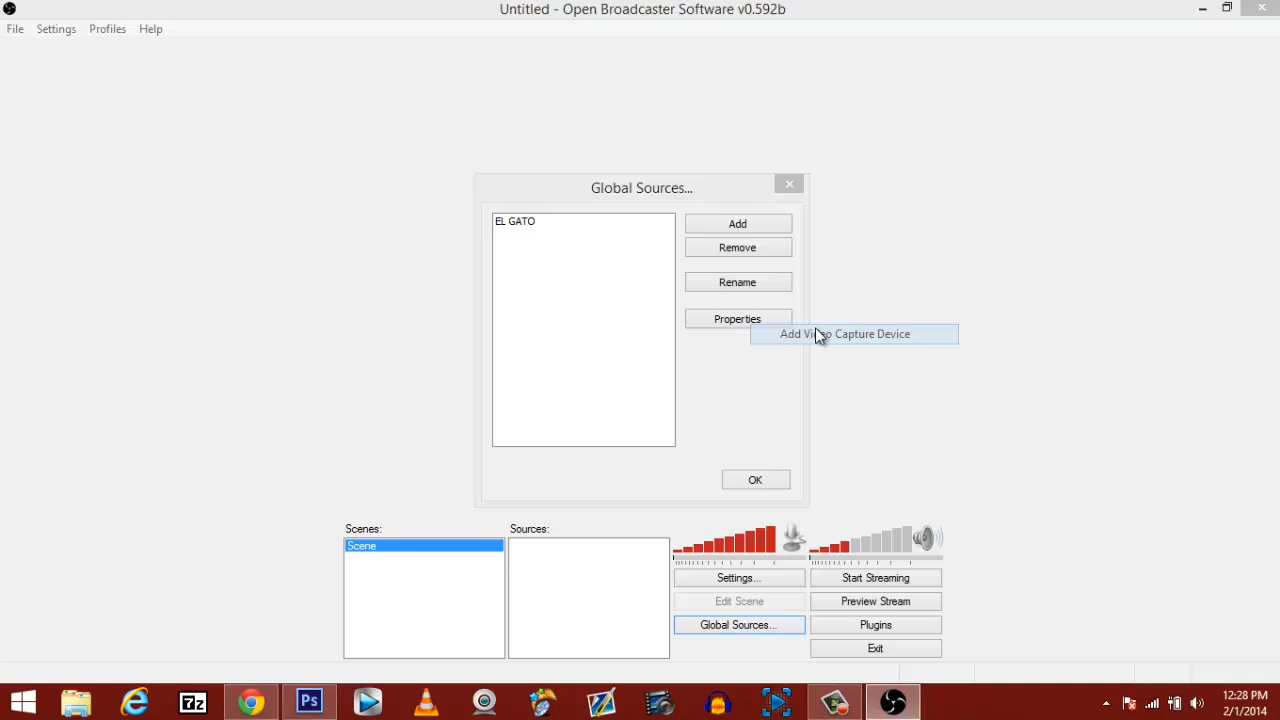 Untitled - Open Broadcaster Software v0.592b
File Settings Profiles Help
Global Sources...
EL GATO
Add
Remove
Rename
Properties
Add Video Capture Device
OK
Scenes:
Sources:
Scene
Settings...
Start Streaming
Edit Scene
Preview Stream
Global Sources...
Plugins
Exit
7z
Ps
12:28 PM
2/1/2014